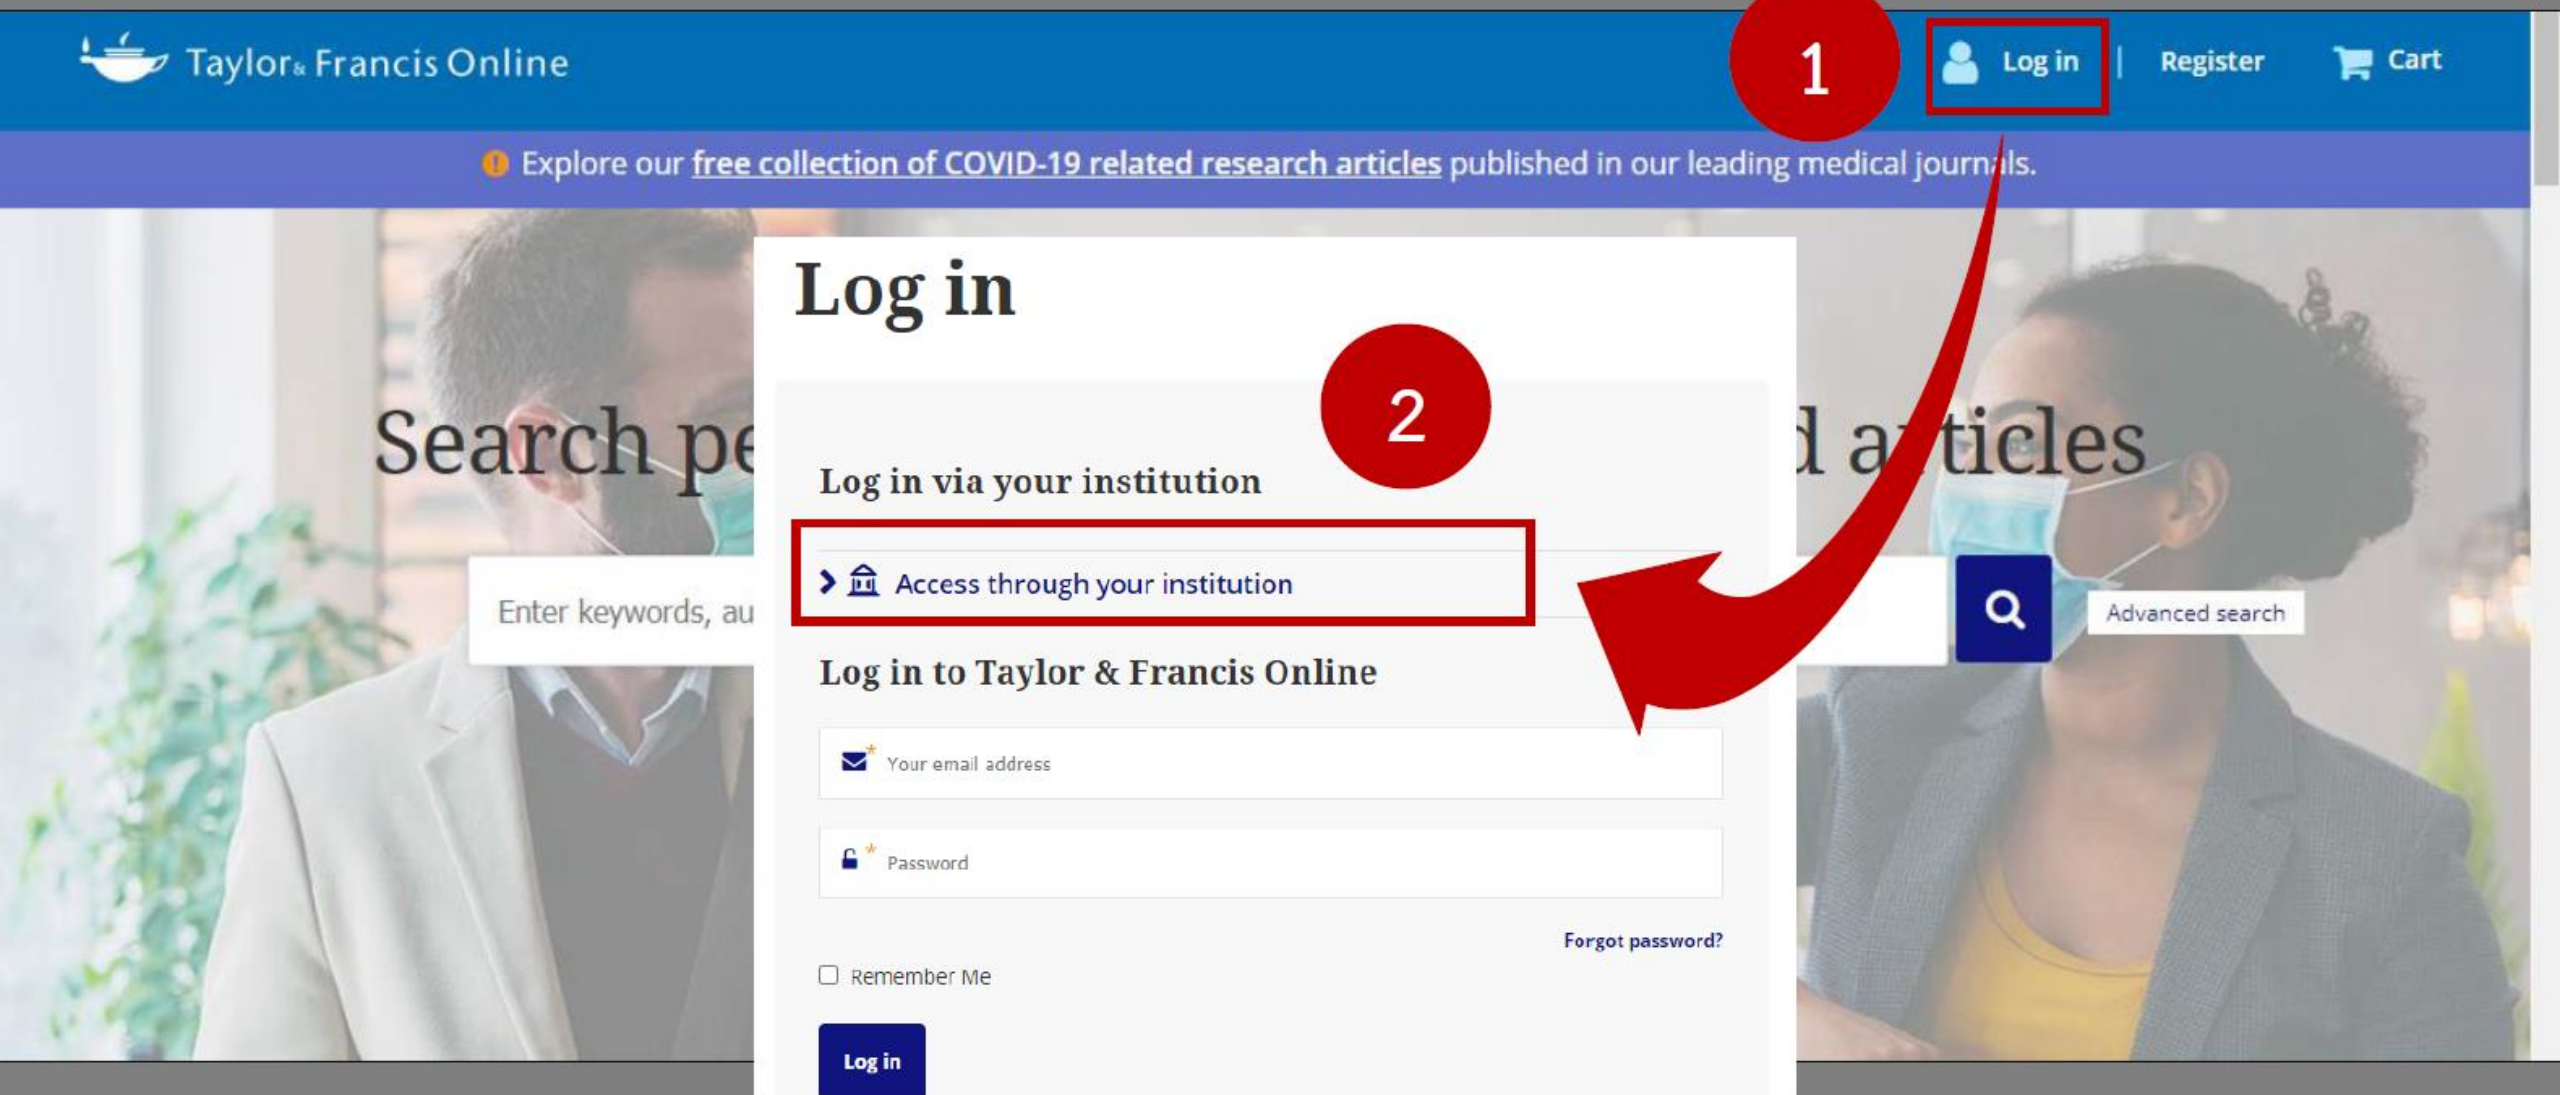 Taylor & Francis Online
1
Log in | Register Cart
! Explore our free collection of COVID-19 related research articles published in our leading medical journals.
Log in
2
Search pe
d articles
Log in via your institution
Access through your institution
Enter keywords, au
Advanced search
Log in to Taylor & Francis Online
* Your email address
* Password
Forgot password?
Remember Me
Log in